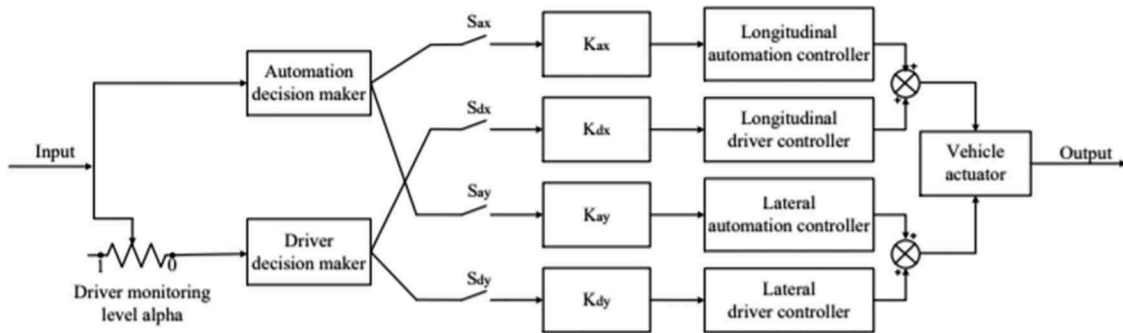 Input
Automation
decision maker
1
0
Driver monitoring
level alpha
Driver
decision maker
Sax
Sdx
Say
Sdy
Kax
Kdx
Kay
Kdy
Longitudinal
automation controller
Longitudinal
driver controller
Lateral
automation controller
Lateral
driver controller
+
+
+
+
Vehicle
actuator
Output